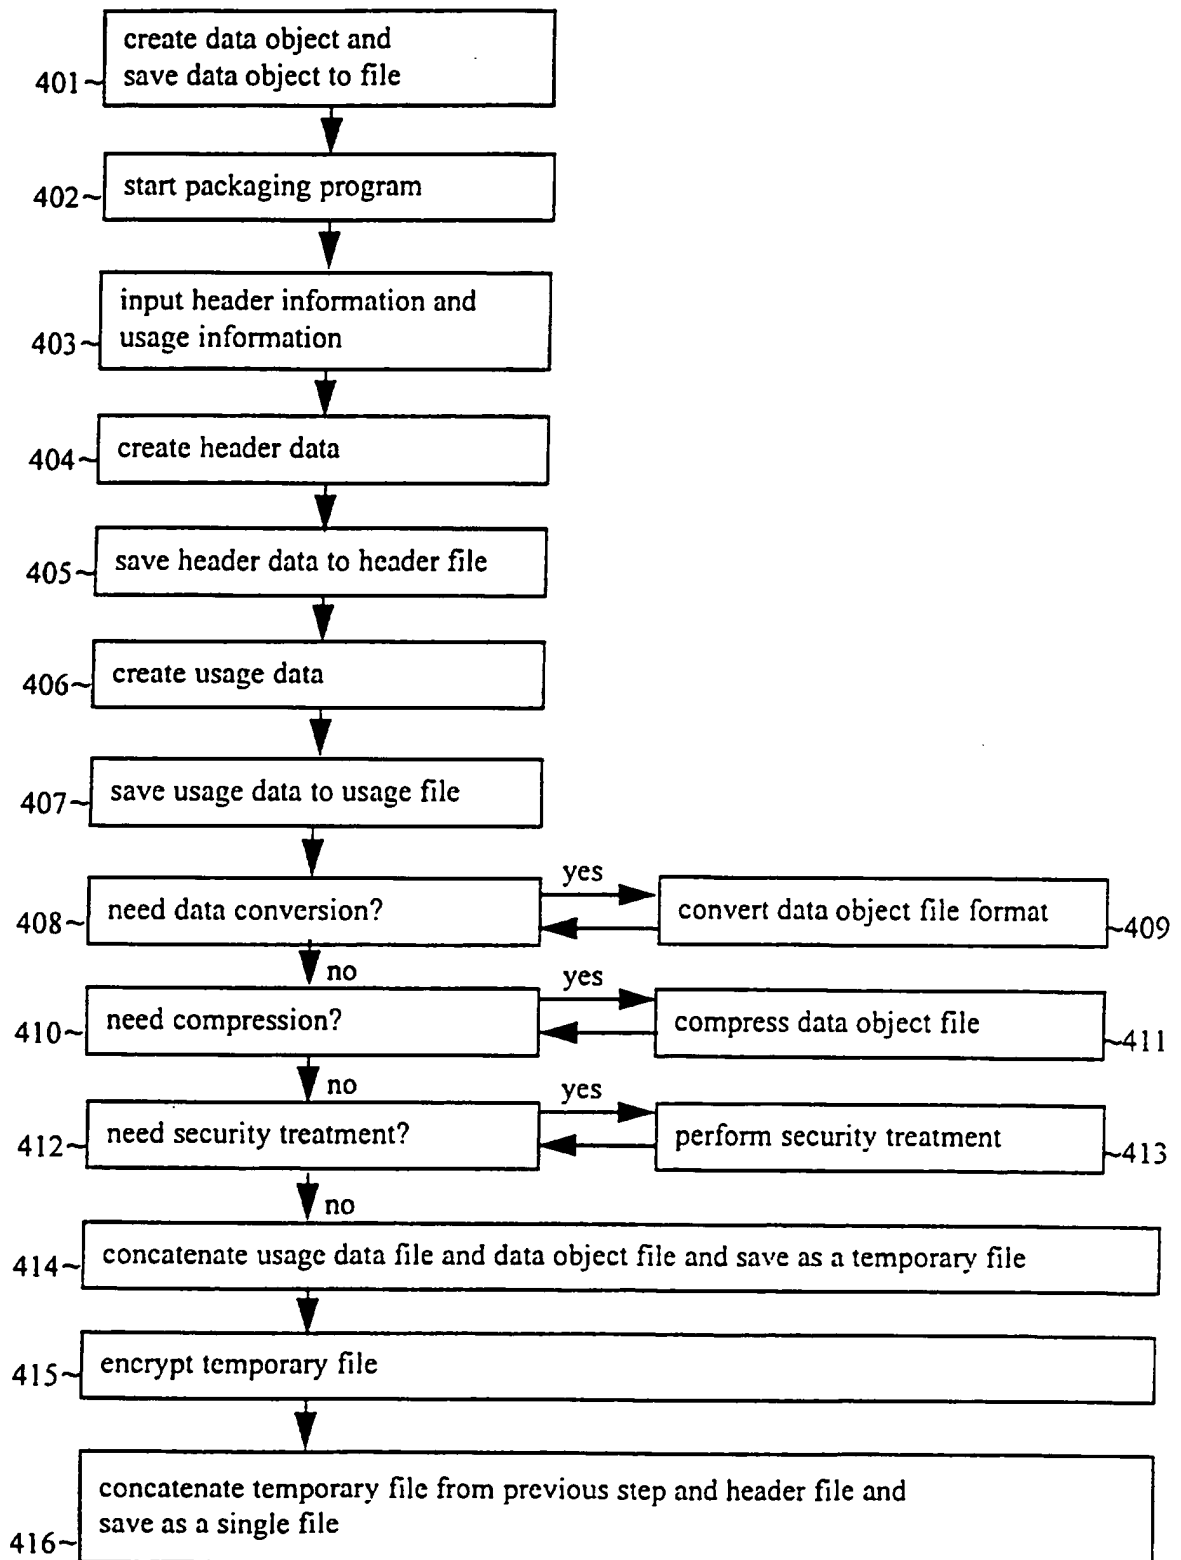 create data object and
save data object to file
401~
start packaging program
402~
input header information and
usage information
403~
create header data
404~
save header data to header file
405~
create usage data
406~
save usage data to usage file
407~
yes
need data conversion?
convert data object file format
408~
~409
no
yes
need compression?
compress data object file
410~
~411
no
yes
need security treatment?
perform security treatment
412~
~413
no
concatenate usage data file and data object file and save as a temporary file
414~
encrypt temporary file
415~
concatenate temporary file from previous step and header file and
save as a single file
416~